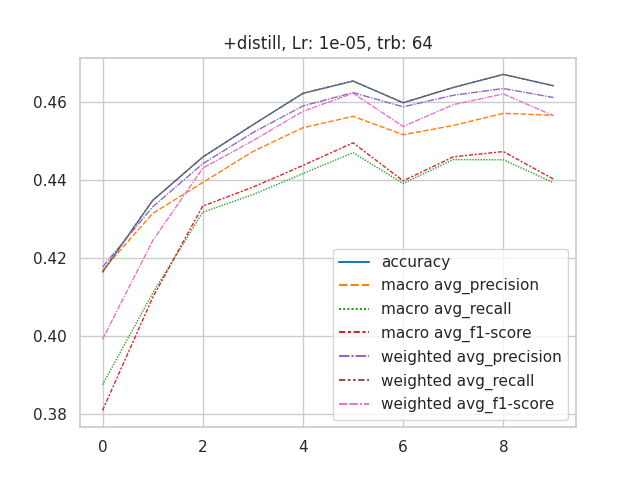 +distill, Lr: 1e-05, trb: 64
0.46
0.44
0.42
0.40
0.38
0 2 4 6 8
accuracy
macro avg_precision
macro avg_recall
macro avg_f1-score
weighted avg_precision
weighted avg_recall
weighted avg_f1-score